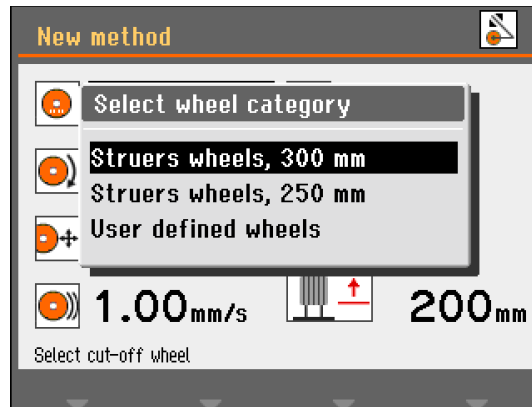 New method
Select wheel category
Struers wheels, 300 mm
Struers wheels, 250 mm
User defined wheels
1.00mm/s
200mm
Select cut-off wheel